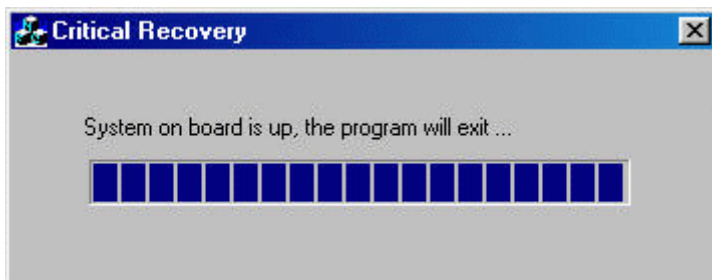 Critical Recovery
System on board is up, the program will exit ...